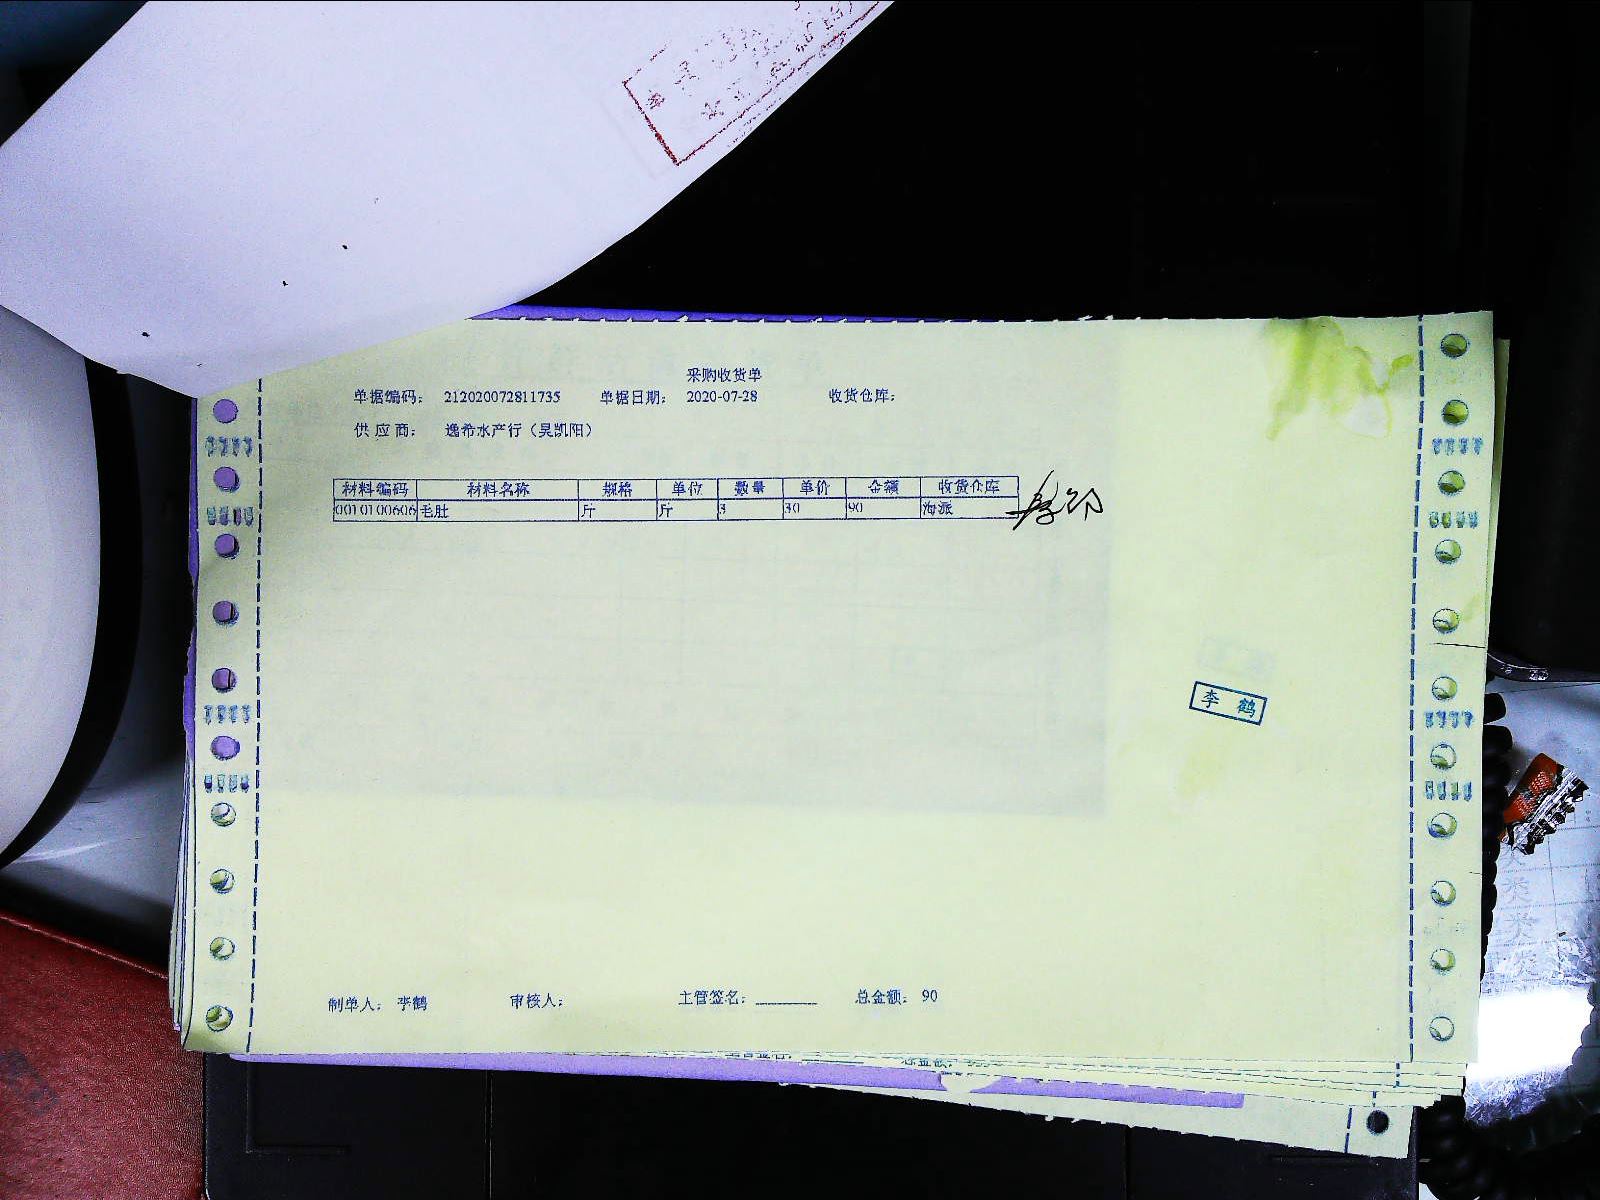 采购收货单
单据编码： 212020072811735 单据日期： 2020-07-28 收货仓库：
供 应 商： 逸希水产行（吴凯阳）
材料编码 材料名称 规格 单位 数量 单价 金额 收货仓库
0010100606 毛肚 斤 斤 3 30 90 海派
李 鹤
制单人： 李鹤 审核人： 主管签名： 总金额： 90